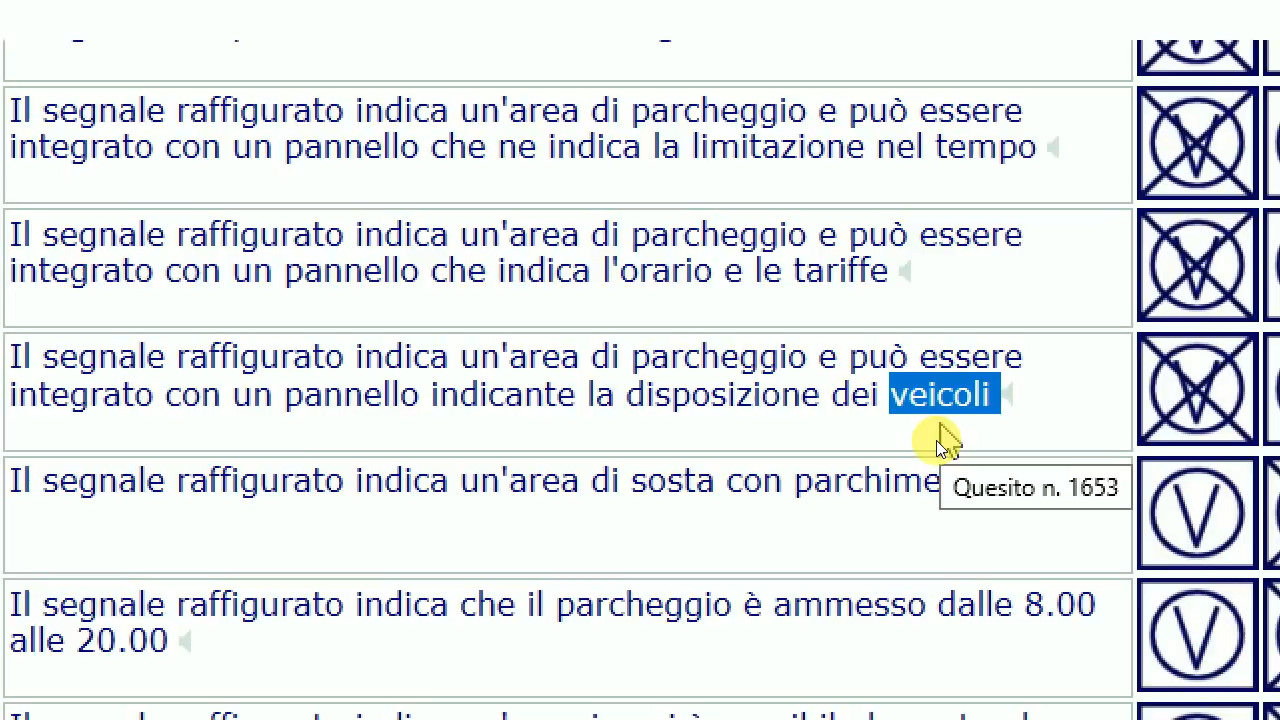 Il segnale raffigurato indica un'area di parcheggio e può essere
integrato con un pannello che ne indica la limitazione nel tempo
V
Il segnale raffigurato indica un'area di parcheggio e può essere
integrato con un pannello che indica l'orario e le tariffe
V
Il segnale raffigurato indica un'area di parcheggio e può essere
integrato con un pannello indicante la disposizione dei veicoli
V
Il segnale raffigurato indica un'area di sosta con
Quesito n. 1653
V
Il segnale raffigurato indica che il parcheggio è ammesso dalle 8.00
alle 20.00
V